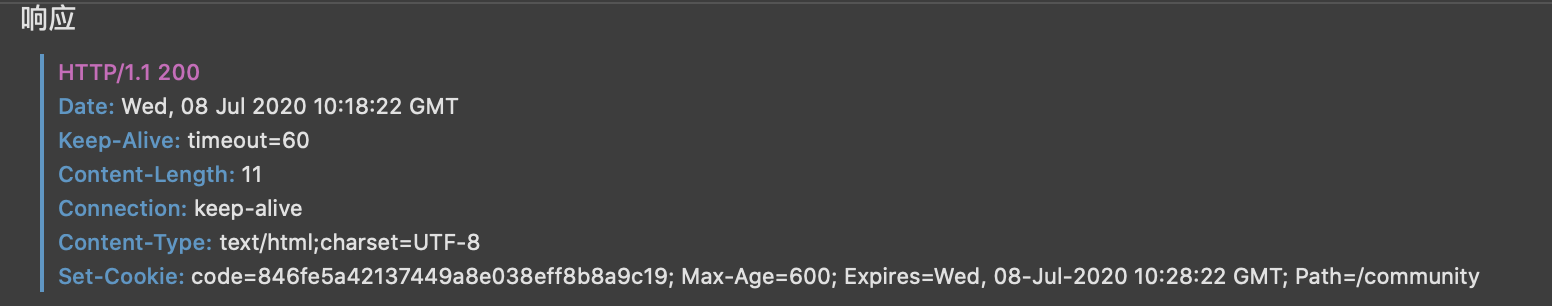 响应
HTTP/1.1 200
Date: Wed, 08 Jul 2020 10:18:22 GMT
Keep-Alive: timeout=60
Content-Length: 11
Connection: keep-alive
Content-Type: text/html;charset=UTF-8
Set-Cookie: code=846fe5a42137449a8e038eff8b8a9c19; Max-Age=600; Expires=Wed, 08-Jul-2020 10:28:22 GMT; Path=/community